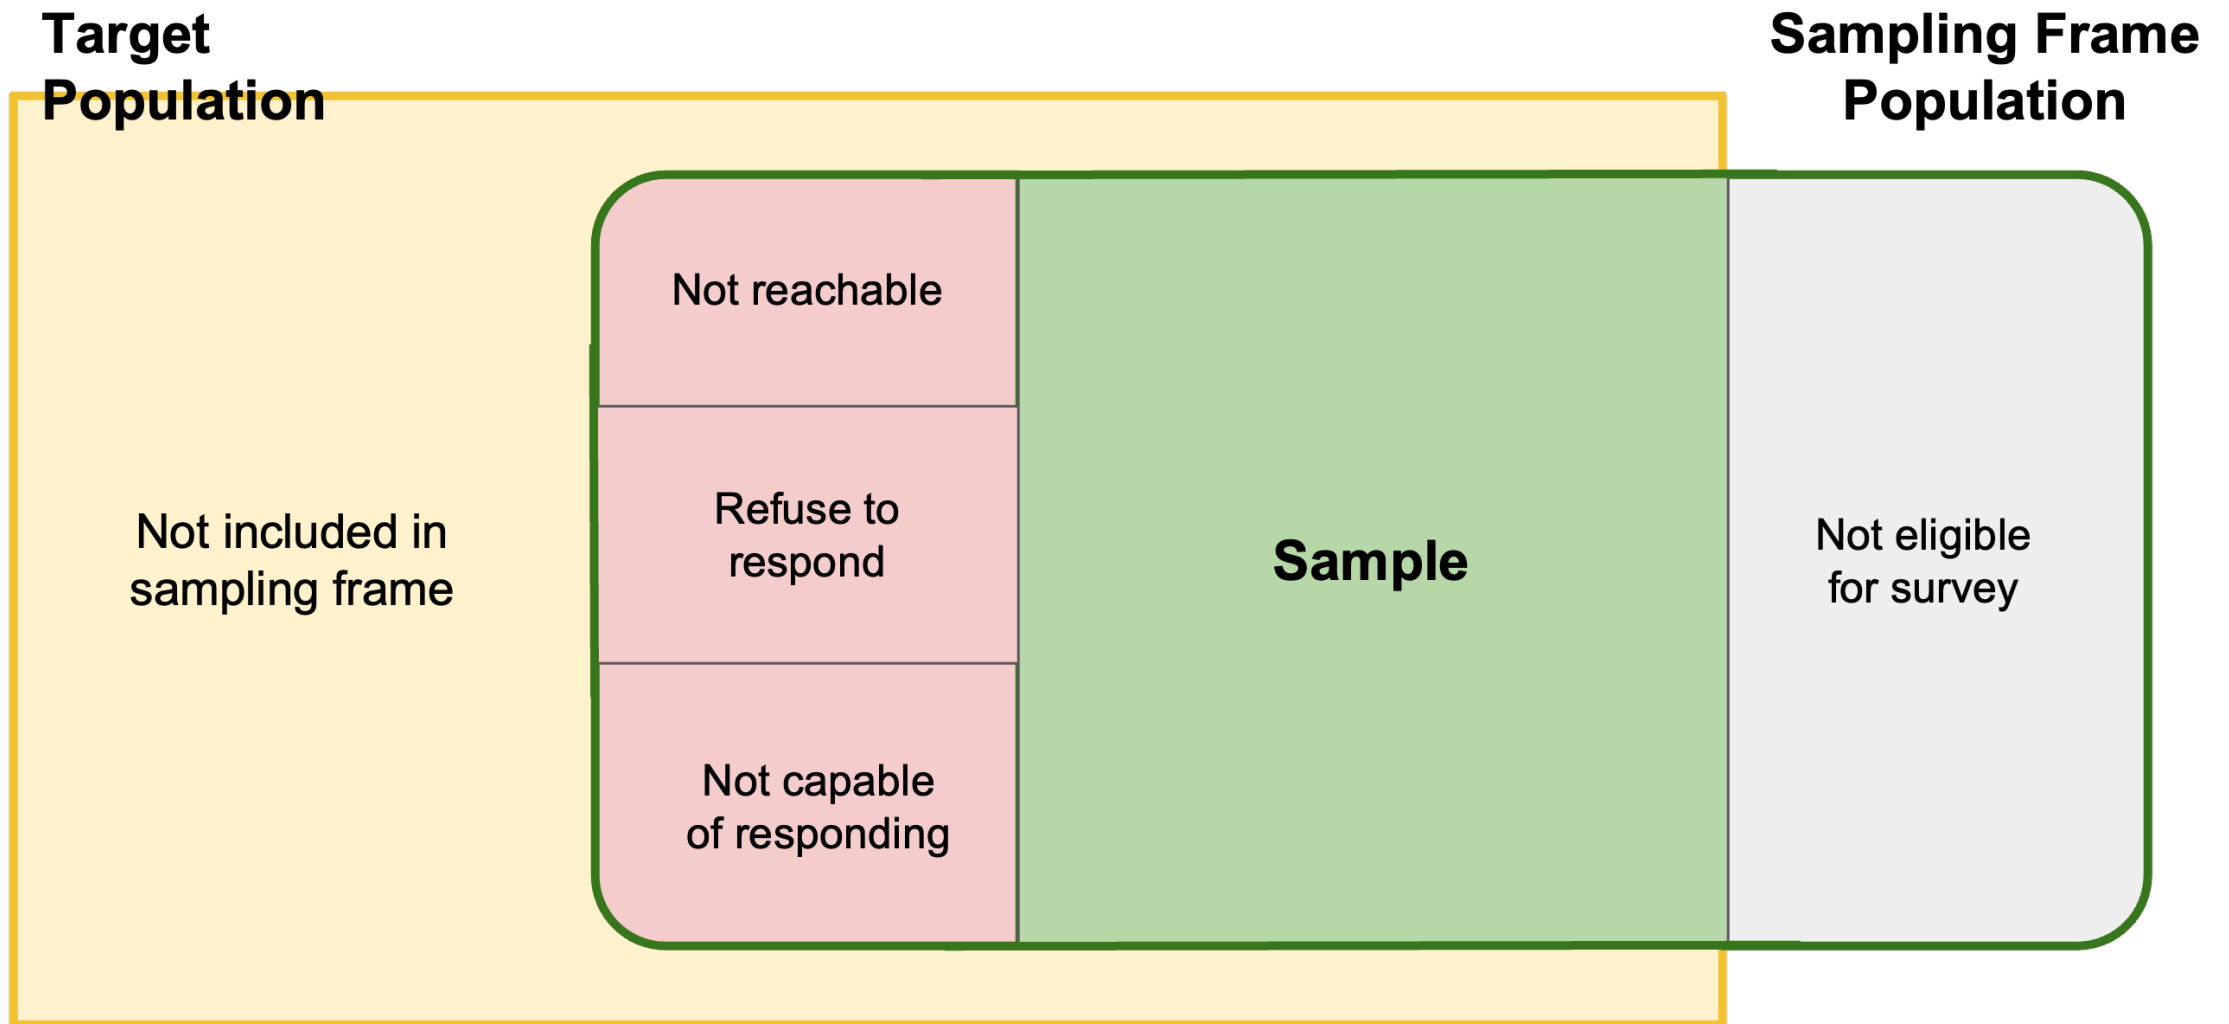 Target
Population
Sampling Frame
Population
Not reachable
Refuse to
respond
Not capable
of responding
Not included in
sampling frame
Sample
Not eligible
for survey